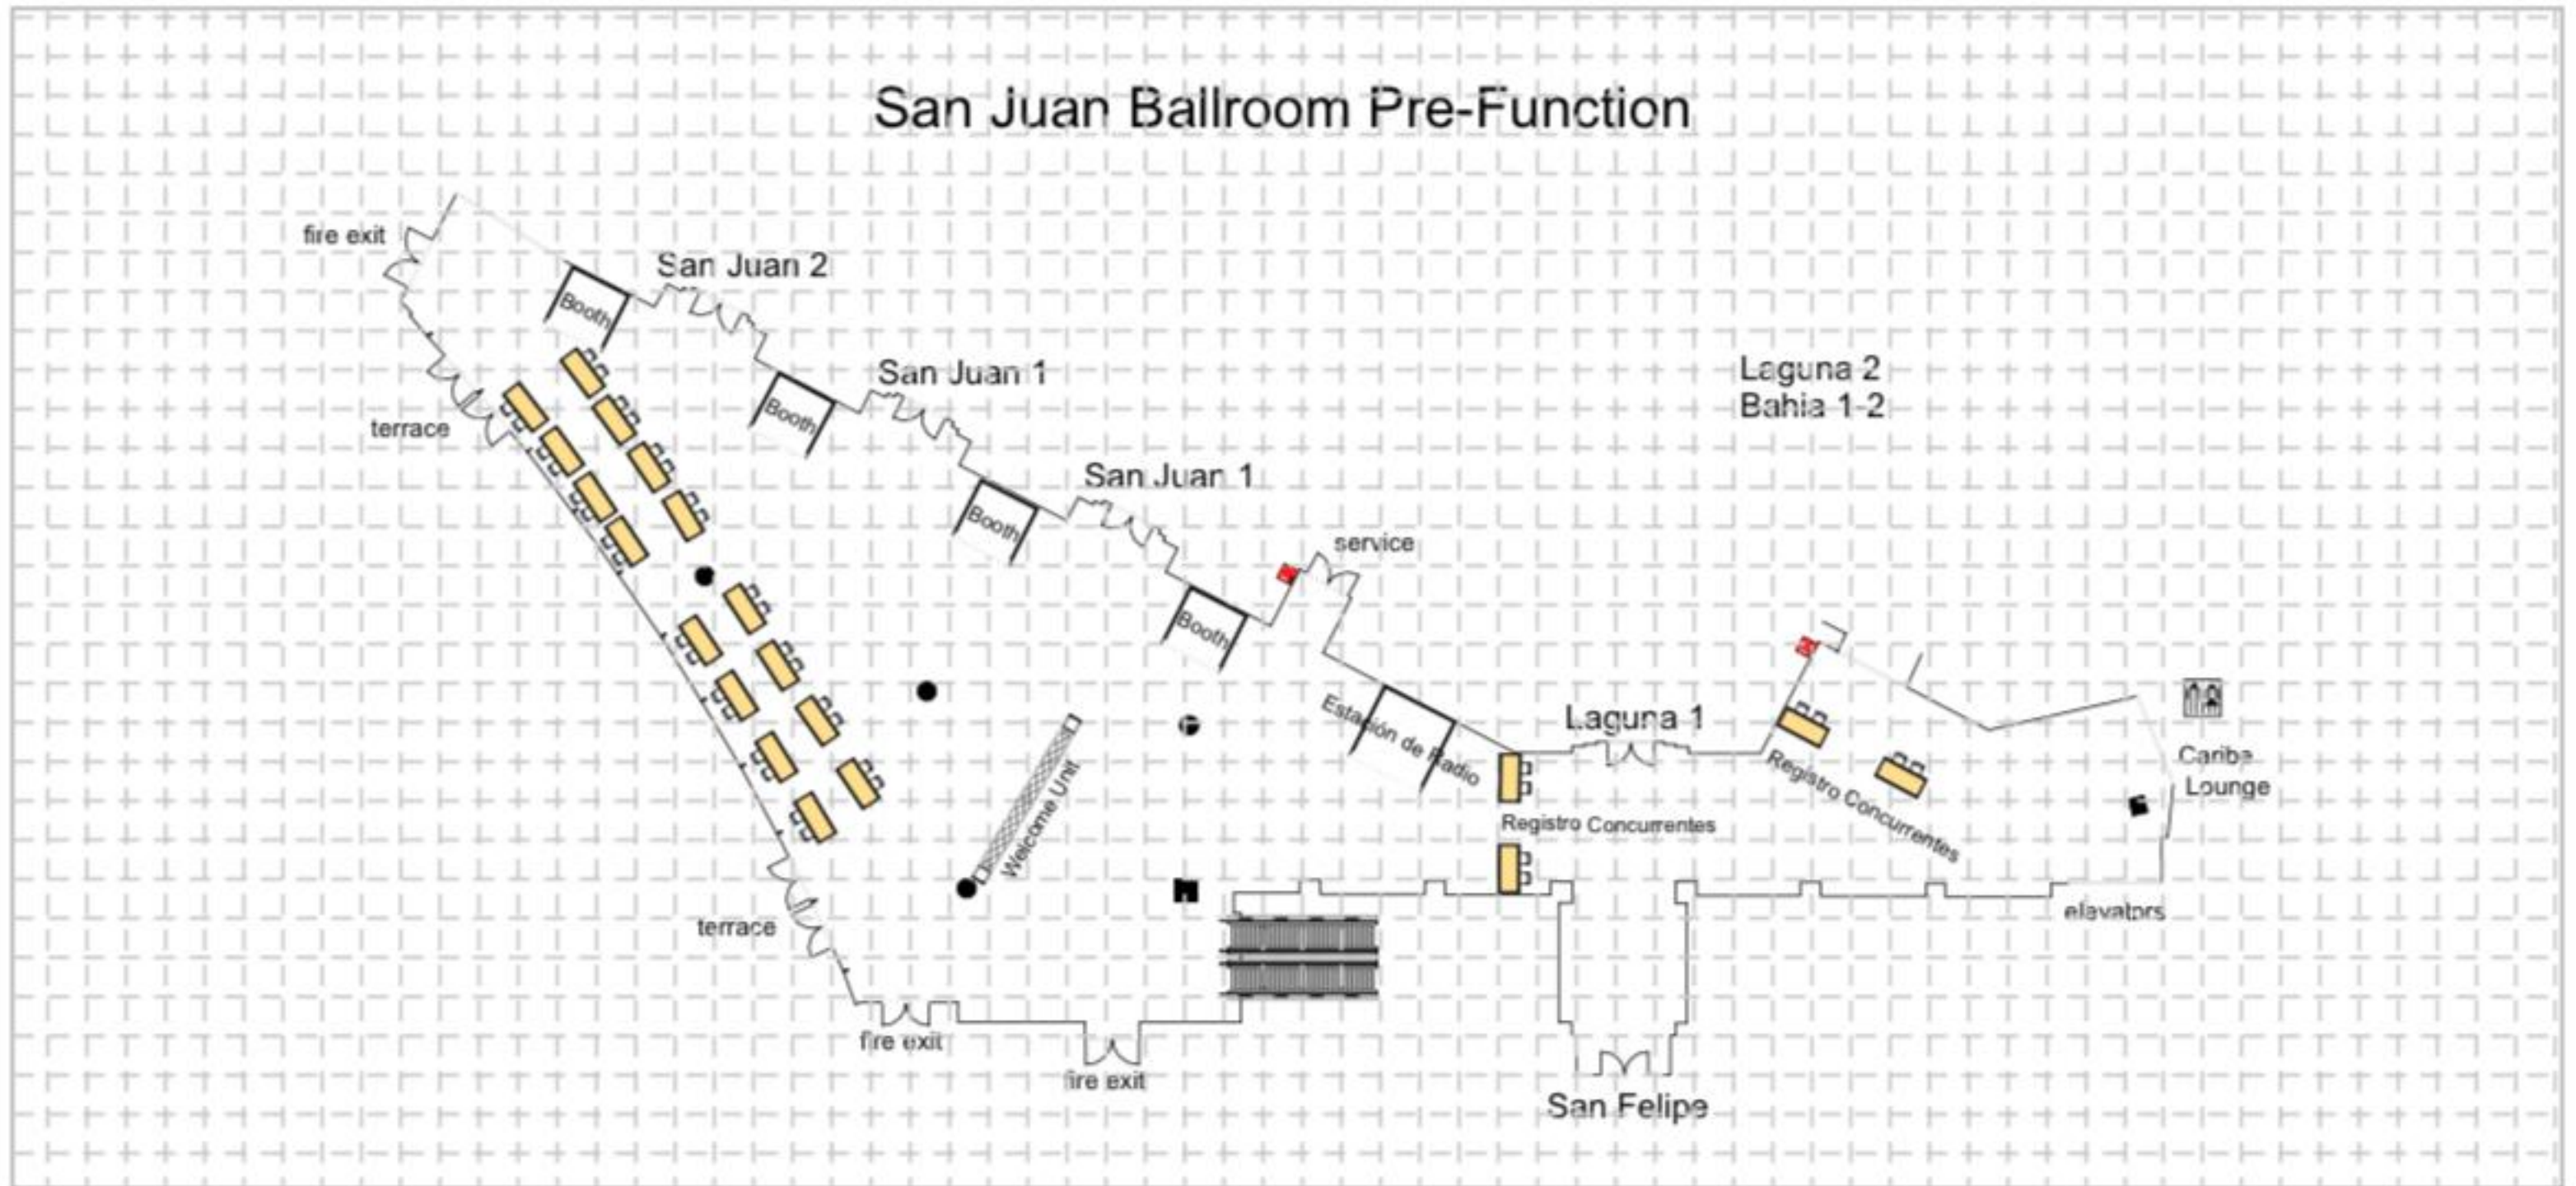 San Juan Ballroom Pre-Function
fire exit
San Juan 2
Booth
terrace
San Juan 1
Booth
Laguna 2
Bahia 1-2
San Juan 1
Booth
service
Booth
Estación de Radio
Laguna 1
Registro Concurrentes
Registro Concurrentes
Caribe
Lounge
Welcome Unit
elevators
terrace
fire exit
fire exit
San Felipe